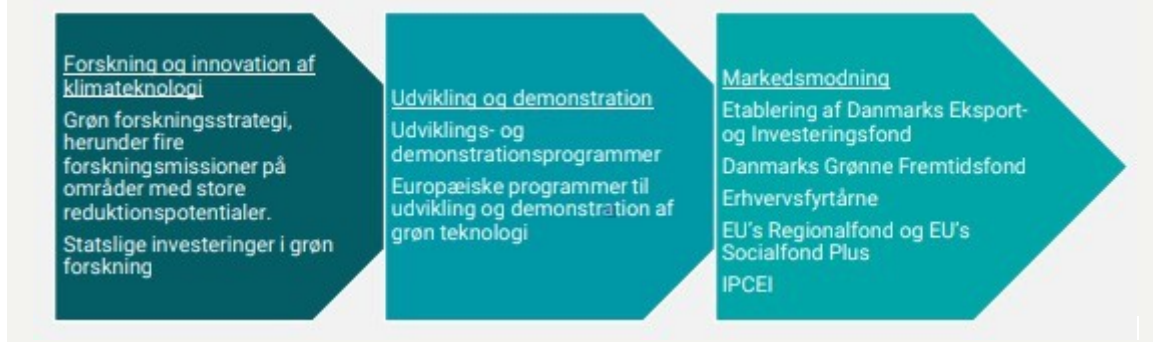 Forskning og innovation af
klimateknologi
Grøn forskningsstrategi,
herunder fire
forskningsmissioner på
områder med store
reduktionspotentialer.
Statslige investeringer i grøn
forskning
Udvikling og demonstration
Udviklings- og
demonstrationsprogrammer
Europæiske programmer til
udvikling og demonstration af
grøn teknologi
Markedsmodning
Etablering af Danmarks Eksport-
og Investeringsfond
Danmarks Grønne Fremtidsfond
Erhvervsfyrtårne
EU's Regionalfond og EU's
Socialfond Plus
IPCEI